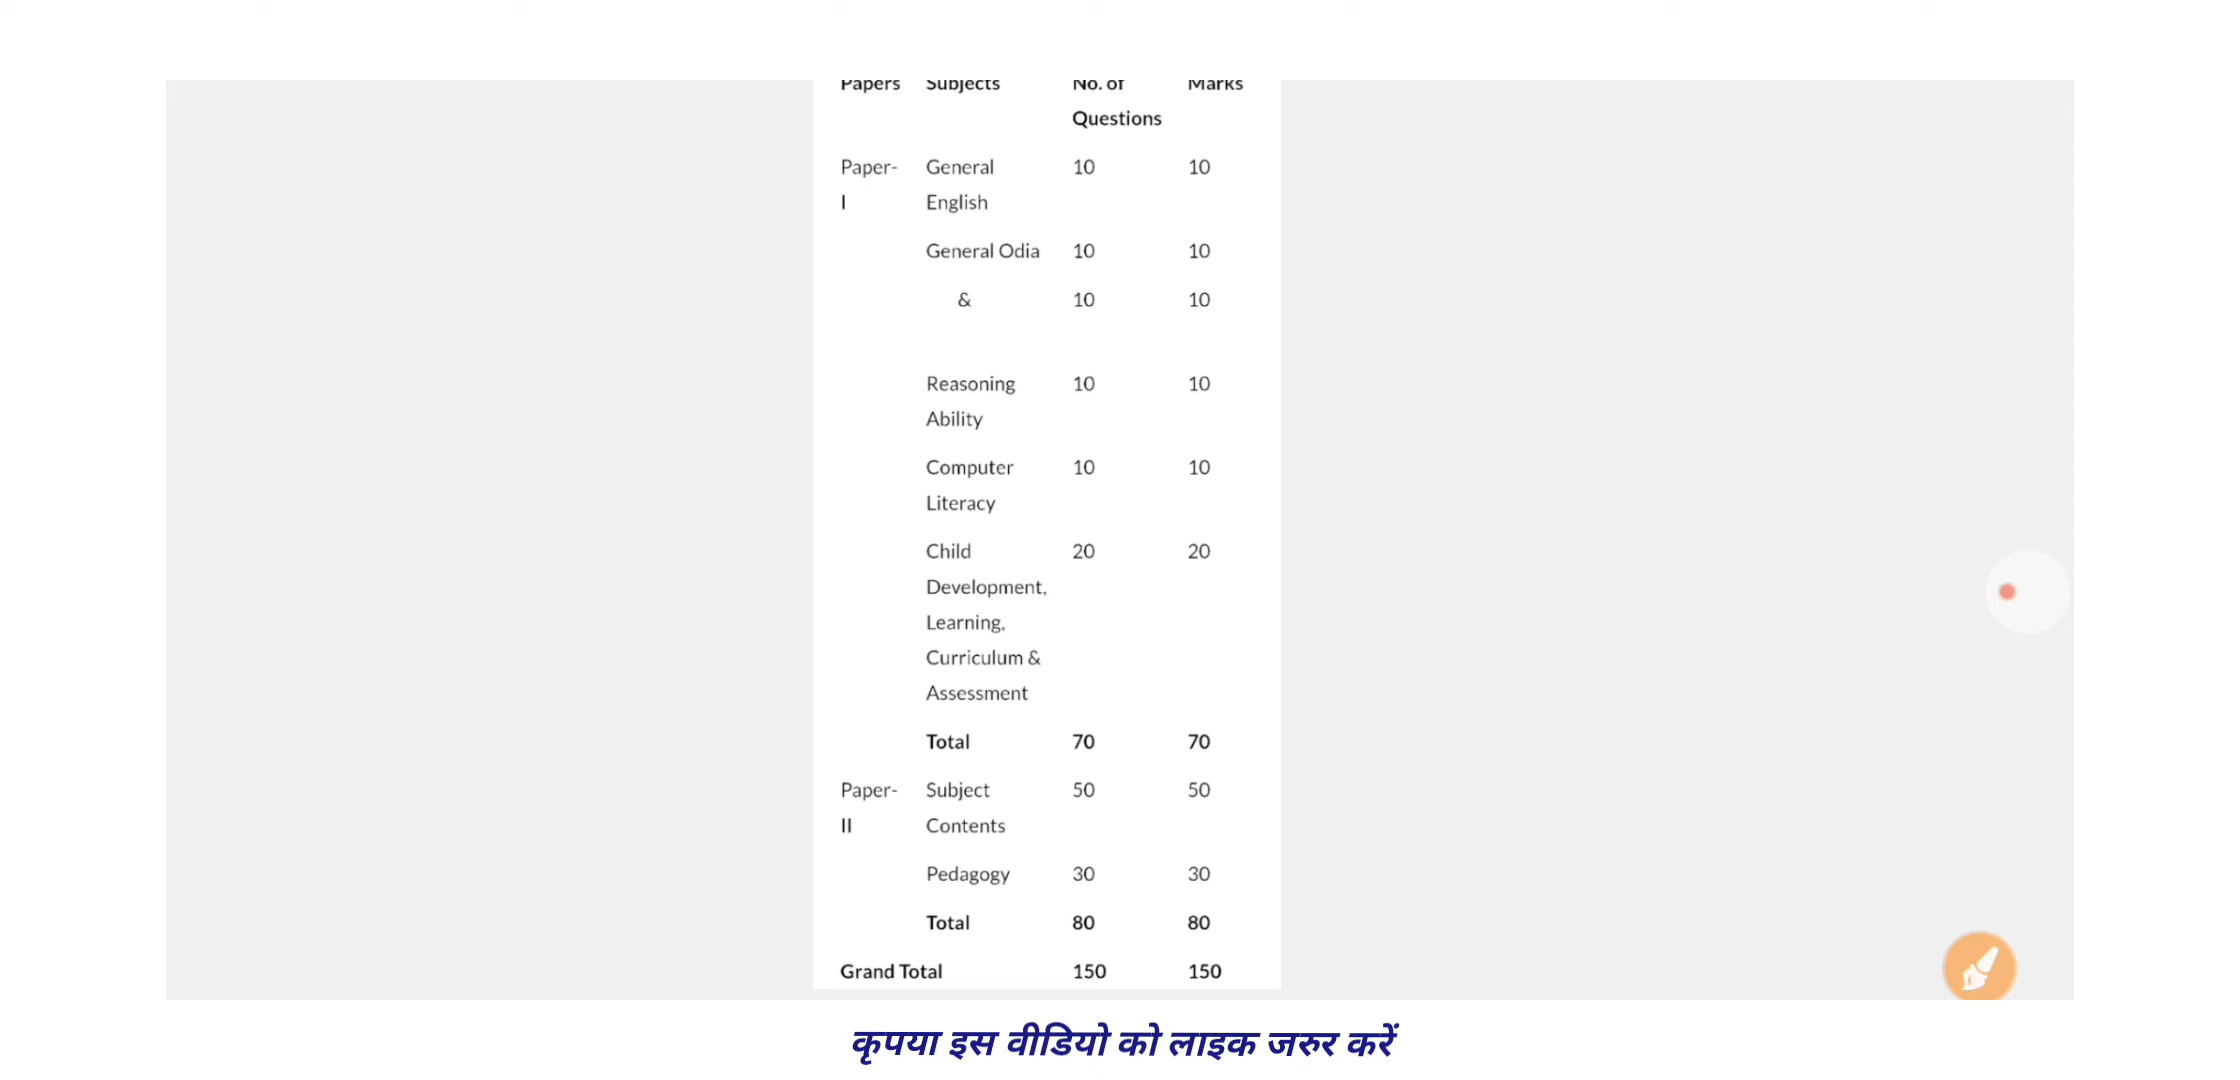 Papers Subjects No. of Marks
Questions
Paper- General 10 10
I English
General Odia 10 10
& 10 10
Reasoning 10 10
Ability
Computer 10 10
Literacy
Child 20 20
Development,
Learning,
Curriculum &
Assessment
Total 70 70
Paper- Subject 50 50
II Contents
Pedagogy 30 30
Total 80 80
Grand Total 150 150
कृपया इस वीडियो को लाइक जरुर करें